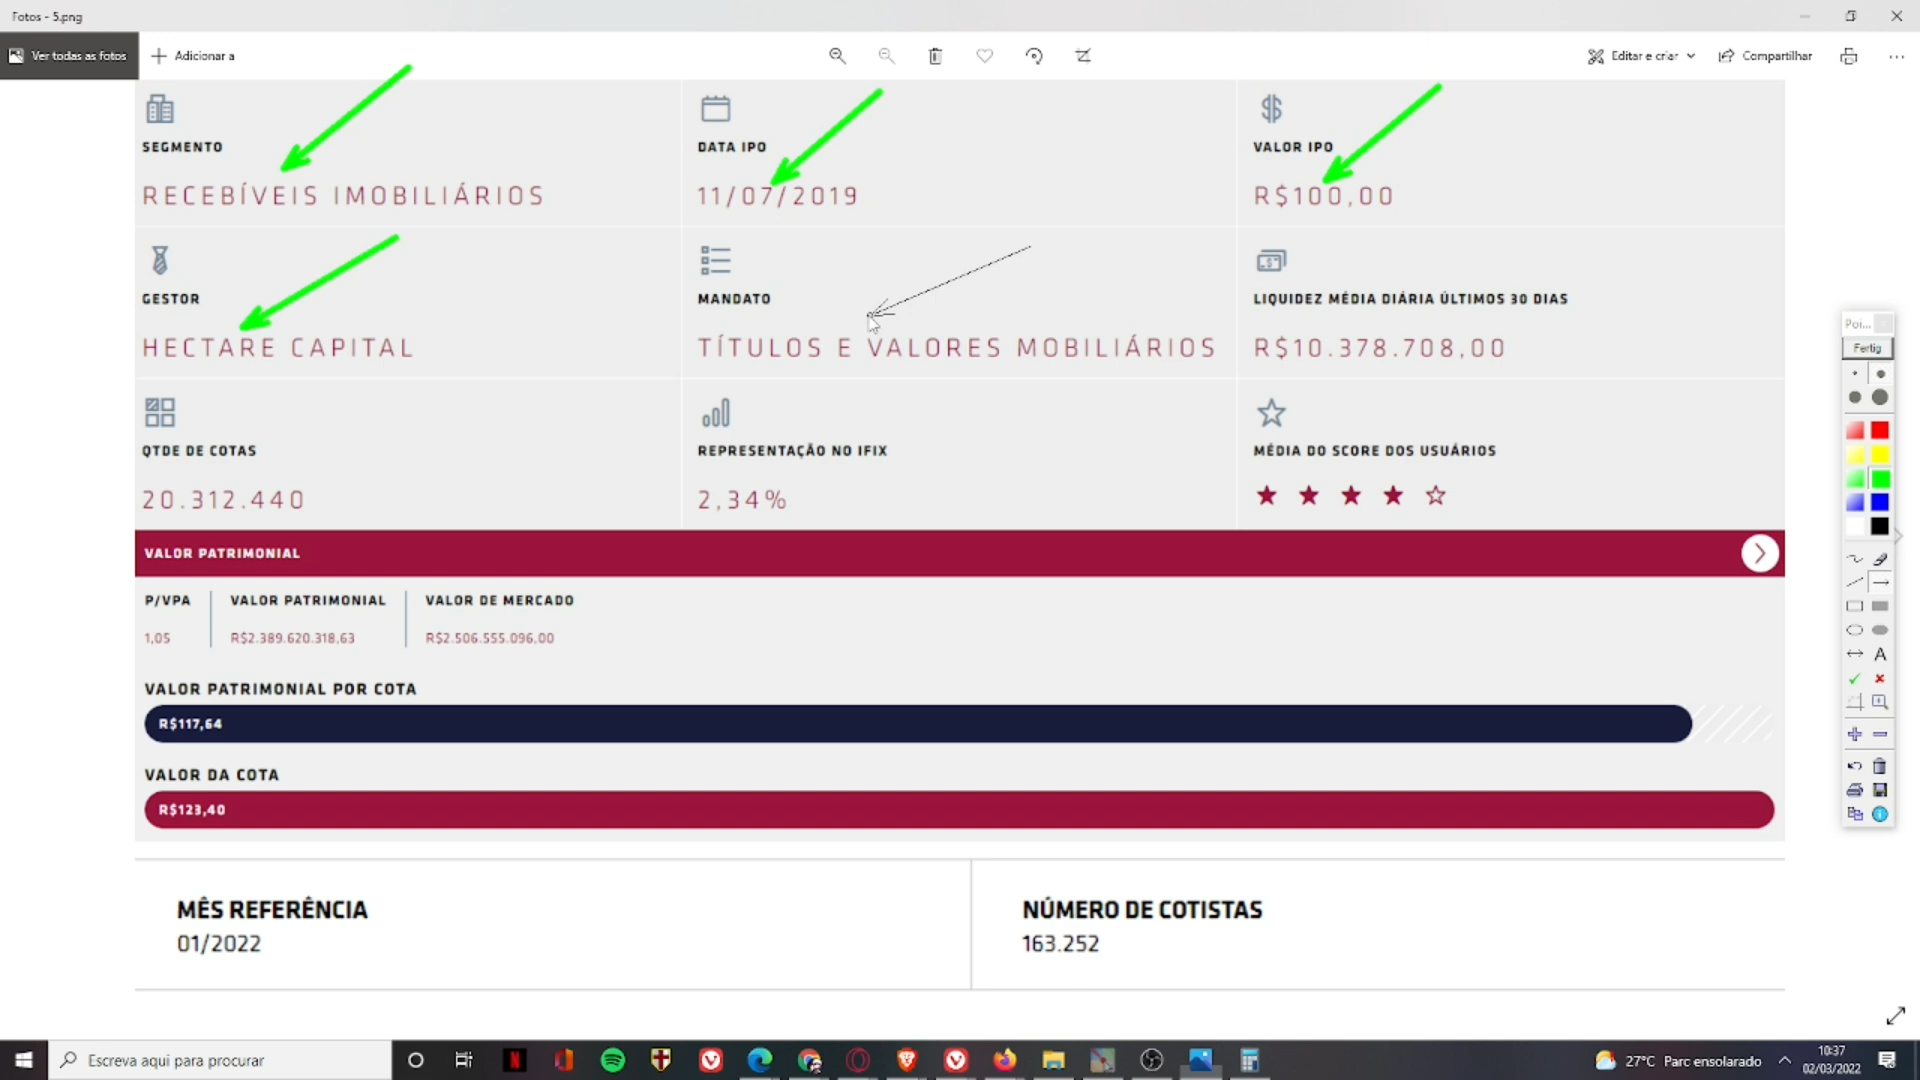 Fotos - 5.png
Ver todas as fotos
Adicionar a
Editar e criar
Compartilhar
SEGMENTO
RECEBÍVEIS IMOBILIÁRIOS
DATA IPO
11/07/2019
VALOR IPO
R$100,00
GESTOR
HECTARE CAPITAL
MANDATO
TÍTULOS E VALORES MOBILIÁRIOS
LIQUIDEZ MÉDIA DIÁRIA ÚLTIMOS 30 DIAS
R$10.378.708,00
QTDE DE COTAS
20.312.440
REPRESENTAÇÃO NO IFIX
2,34%
MÉDIA DO SCORE DOS USUÁRIOS
VALOR PATRIMONIAL
P/VPA
1,05
VALOR PATRIMONIAL
R$2.389.620.318,63
VALOR DE MERCADO
R$2.506.555.096,00
VALOR PATRIMONIAL POR COTA
R$117,64
VALOR DA COTA
R$123,40
MÊS REFERÊNCIA
01/2022
NÚMERO DE COTISTAS
163.252
Poi...
Fertig
A
Escreva aqui para procurar
27°C Parc ensolarado
10:37
02/03/2022